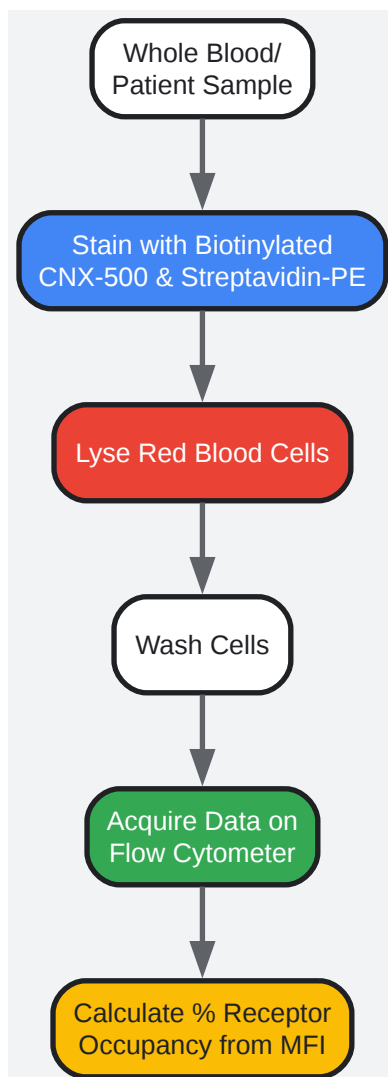 Whole Blood/
Patient Sample
Stain with Biotinylated
CNX-500 & Streptavidin-PE
Lyse Red Blood Cells
Wash Cells
Acquire Data on
Flow Cytometer
Calculate % Receptor
Occupancy from MFI